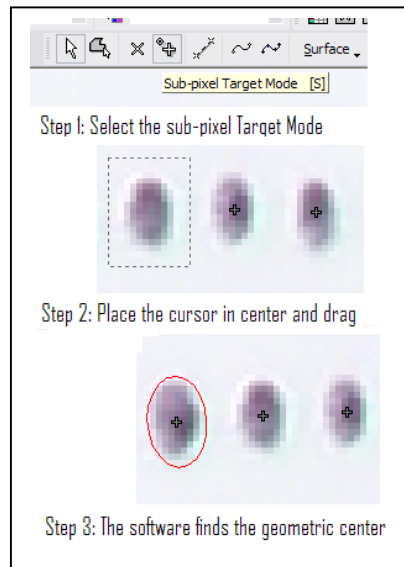 Surface
Sub-pixel Target Mode [S]
Step 1: Select the sub-pixel Target Mode
Step 2: Place the cursor in center and drag
Step 3: The software finds the geometric center